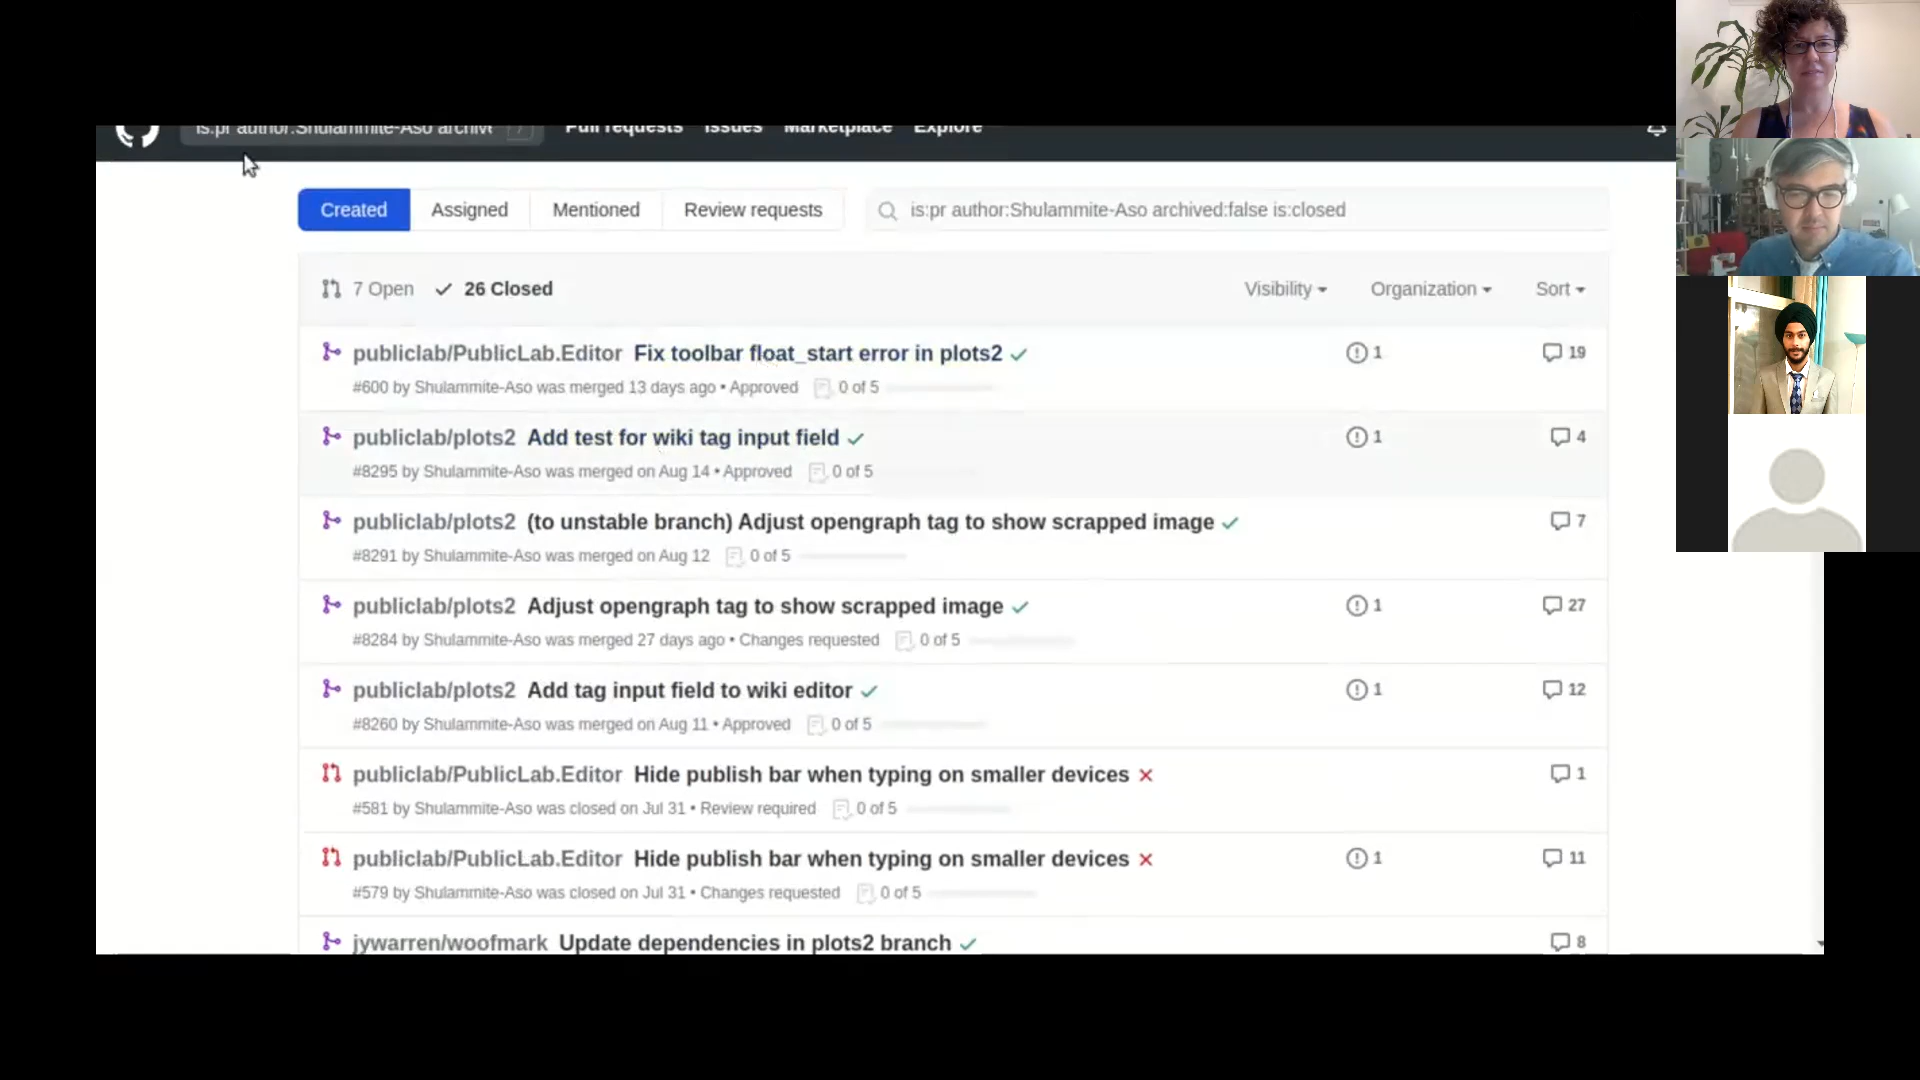 is:pr author:Shulammite-Aso archive /
Pull requests Issues Marketplace Explore
Created Assigned Mentioned Review requests is:pr author:Shulammite-Aso archived:false is:closed
7 Open 26 Closed Visibility Organization Sort
publiclab/PublicLab.Editor Fix toolbar float_start error in plots2 1 19
#600 by Shulammite-Aso was merged 13 days ago • Approved 0 of 5
publiclab/plots2 Add test for wiki tag input field 1 4
#8295 by Shulammite-Aso was merged on Aug 14 • Approved 0 of 5
publiclab/plots2 (to unstable branch) Adjust opengraph tag to show scrapped image 7
#8291 by Shulammite-Aso was merged on Aug 12 0 of 5
publiclab/plots2 Adjust opengraph tag to show scrapped image 1 27
#8284 by Shulammite-Aso was merged 27 days ago • Changes requested 0 of 5
publiclab/plots2 Add tag input field to wiki editor 1 12
#8260 by Shulammite-Aso was merged on Aug 11 • Approved 0 of 5
publiclab/PublicLab.Editor Hide publish bar when typing on smaller devices 1
#581 by Shulammite-Aso was closed on Jul 31 • Review required 0 of 5
publiclab/PublicLab.Editor Hide publish bar when typing on smaller devices 1 11
#579 by Shulammite-Aso was closed on Jul 31 • Changes requested 0 of 5
jywarren/woofmark Update dependencies in plots2 branch 8